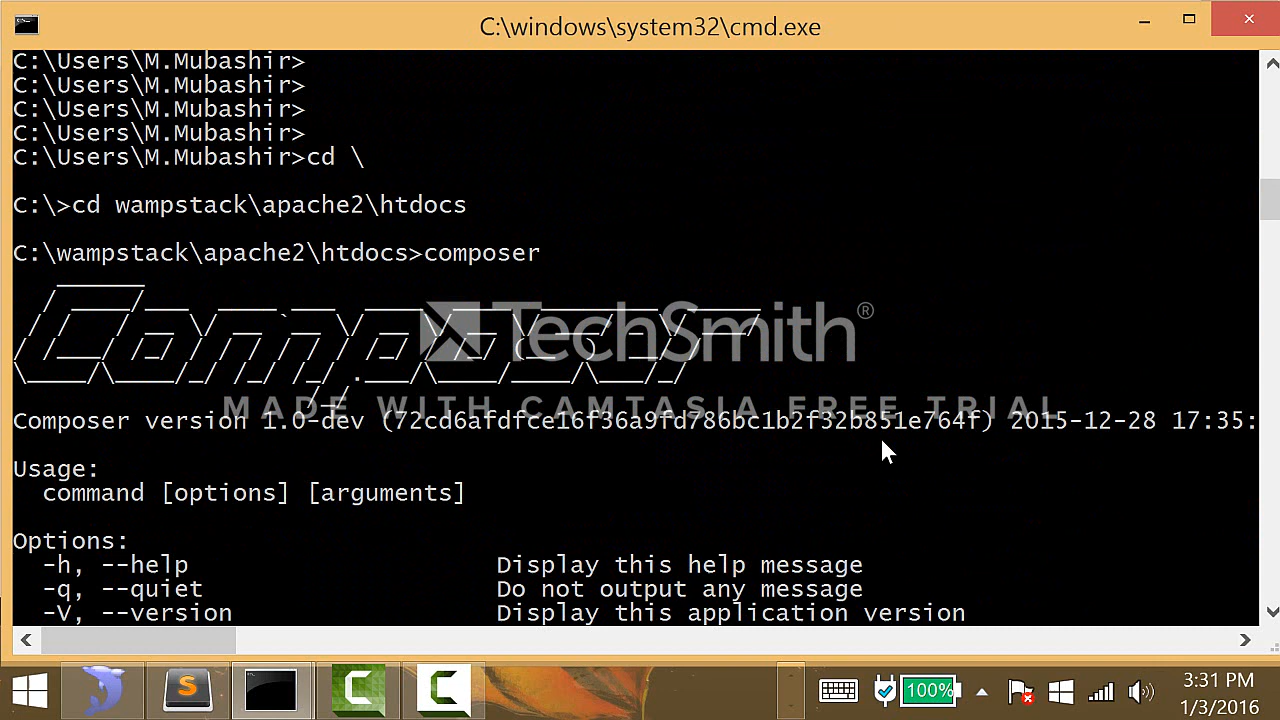 C:\windows\system32\cmd.exe
C:\Users\M.Mubashir>
C:\Users\M.Mubashir>
C:\Users\M.Mubashir>
C:\Users\M.Mubashir>
C:\Users\M.Mubashir>cd \
C:\>cd wampstack\apache2\htdocs
C:\wampstack\apache2\htdocs>composer
Composer
TechSmith®
MADE WITH CAMTASIA FREE TRIAL
Composer version 1.0-dev (72cd6afdfce16f36a9fd786bc1b2f32b851e764f) 2015-12-28 17:35:
Usage:
command [options] [arguments]
Options:
-h, --help Display this help message
-q, --quiet Do not output any message
-V, --version Display this application version
100%
3:31 PM
1/3/2016